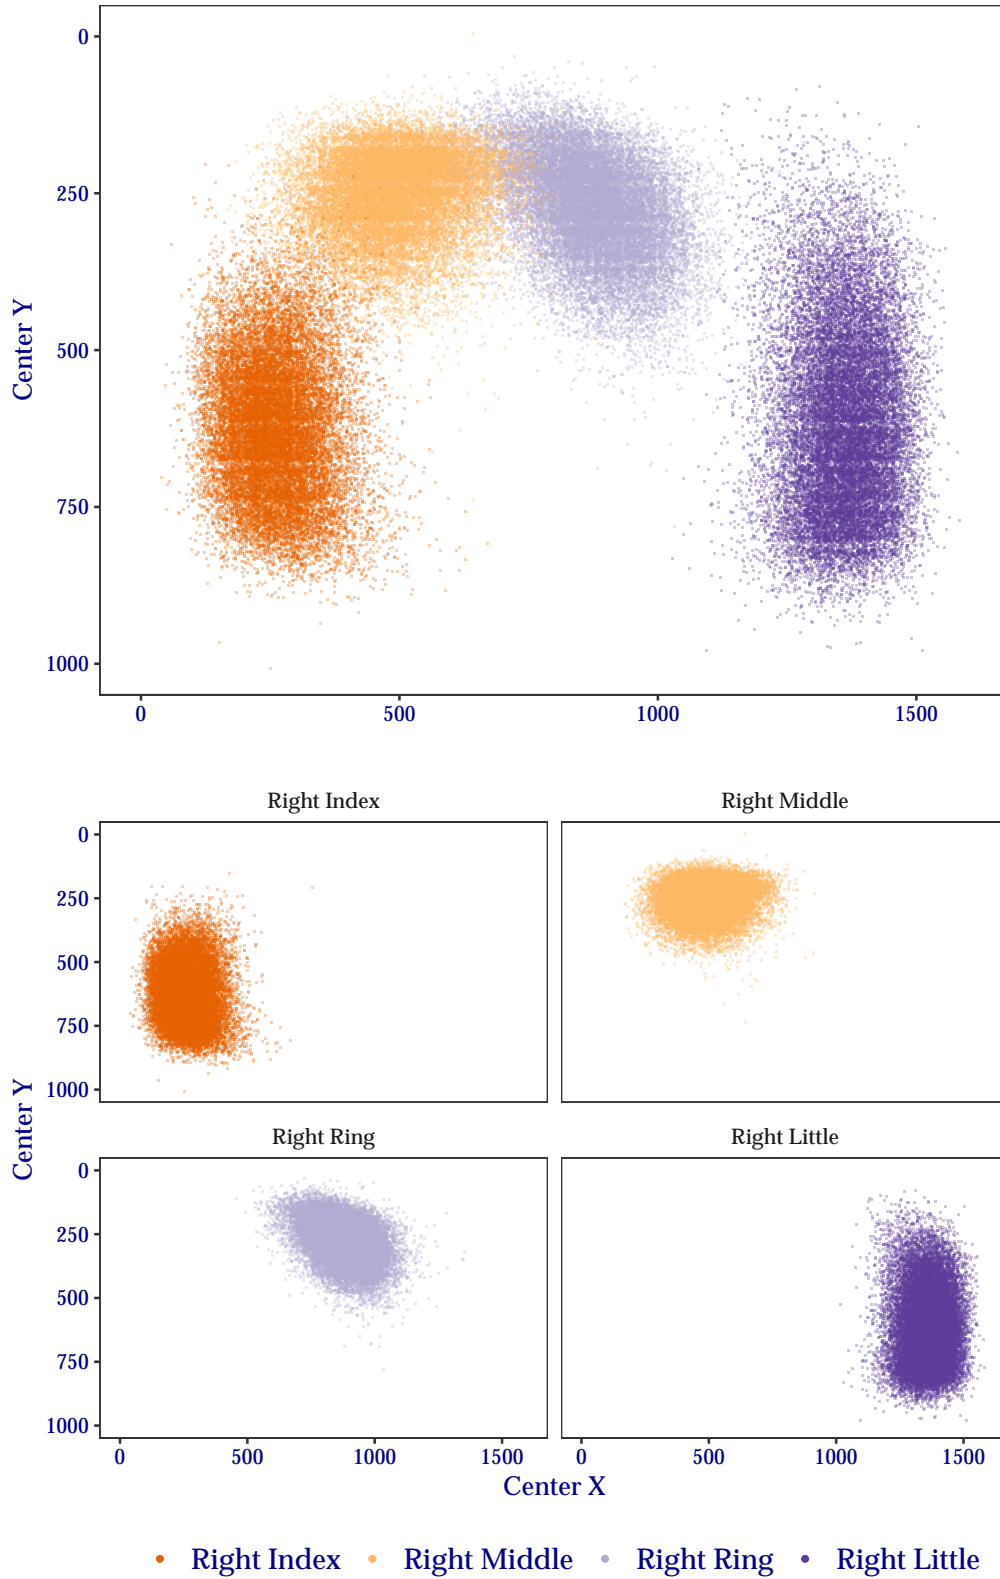 0
250
500
750
1000
Center Y
0 500 1000 1500
Right Index Right Middle
0
250
500
750
1000
Center Y
Right Ring Right Little
0
250
500
750
1000
0 500 1000 1500 0 500 1000 1500
Center X
Right Index Right Middle Right Ring Right Little